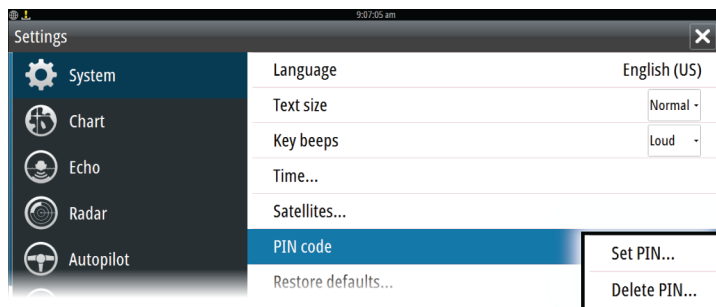 9:07:05 am
Settings
System
Chart
Echo
Radar
Autopilot
Language English (US)
Text size Normal
Key beeps Loud
Time...
Satellites...
PIN code
Restore defaults...
Set PIN...
Delete PIN...